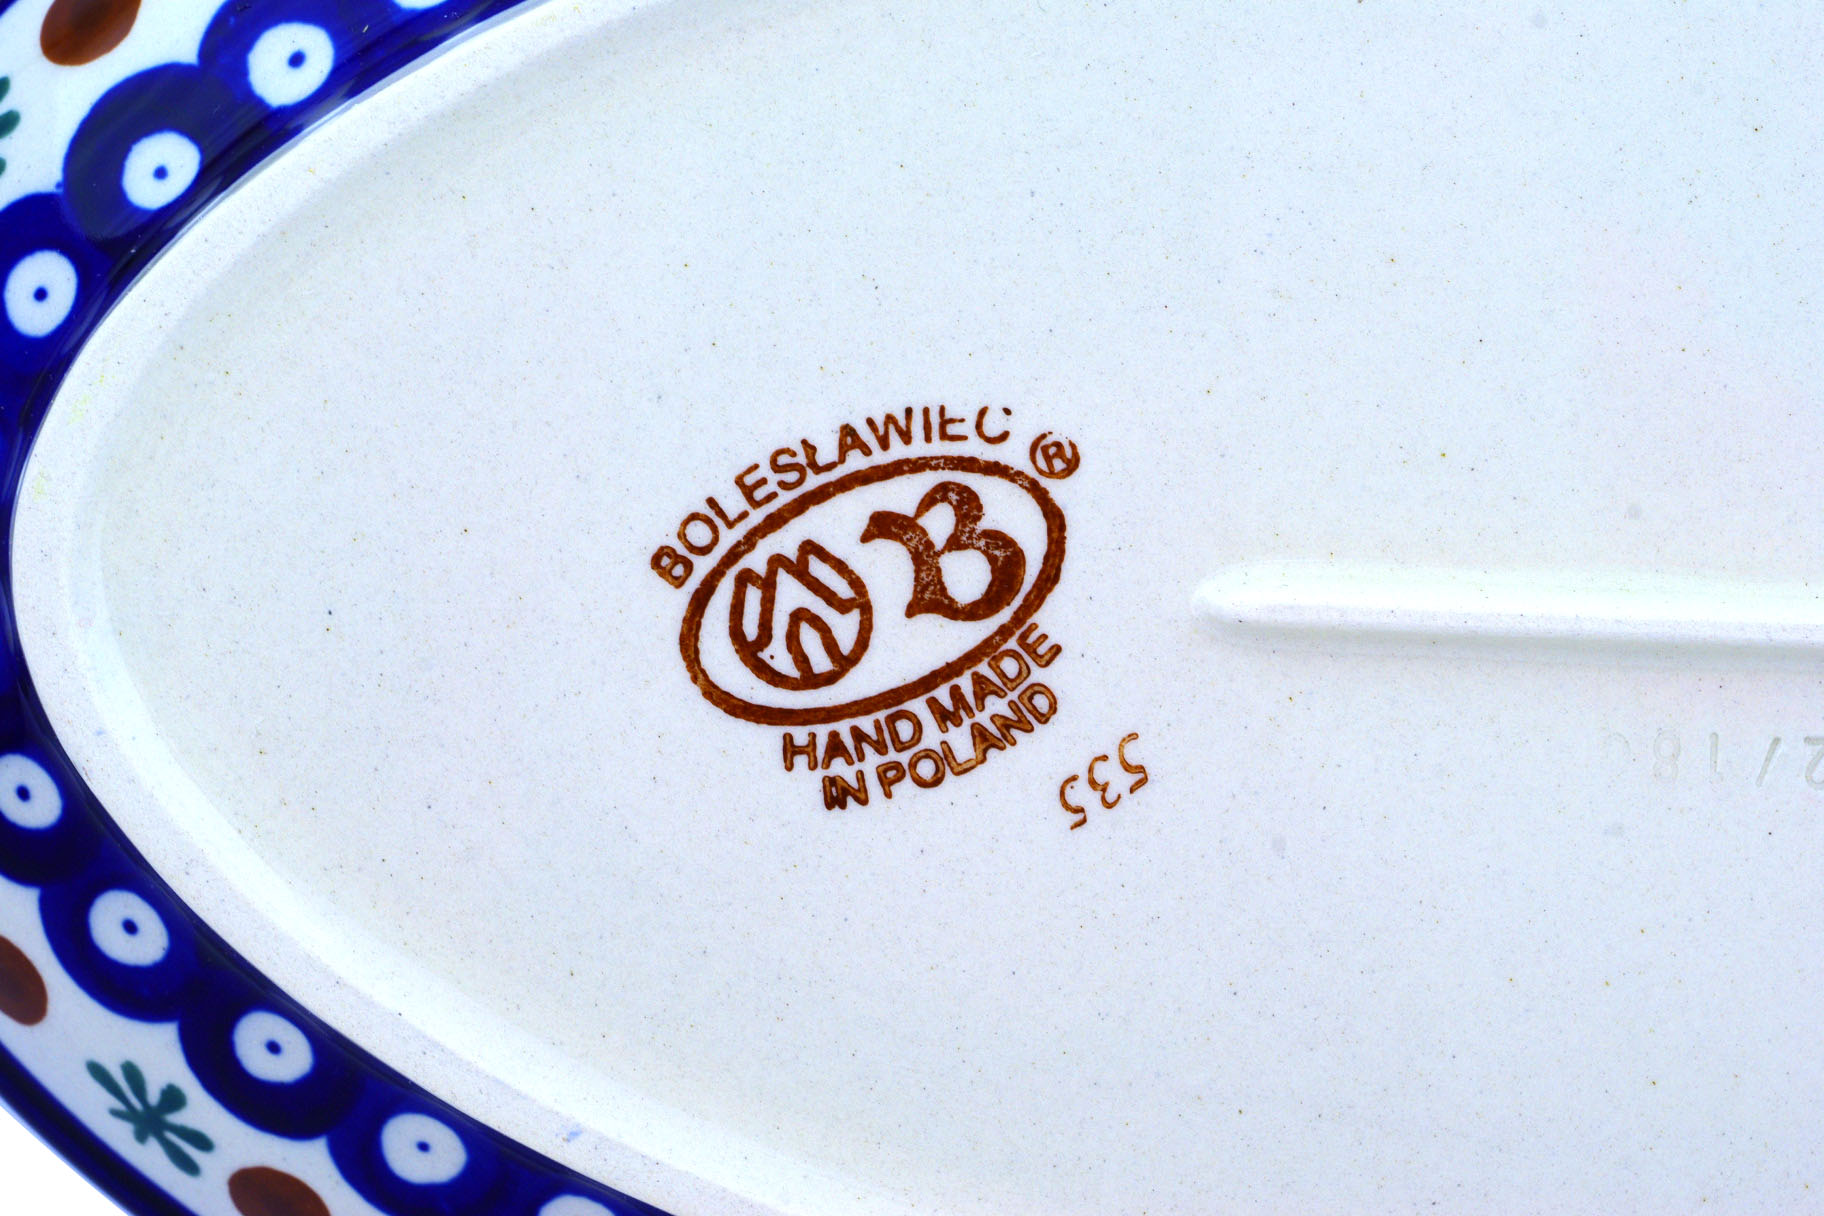 BOLESŁAWIEC ®
B
HAND MADE
IN POLAND
535